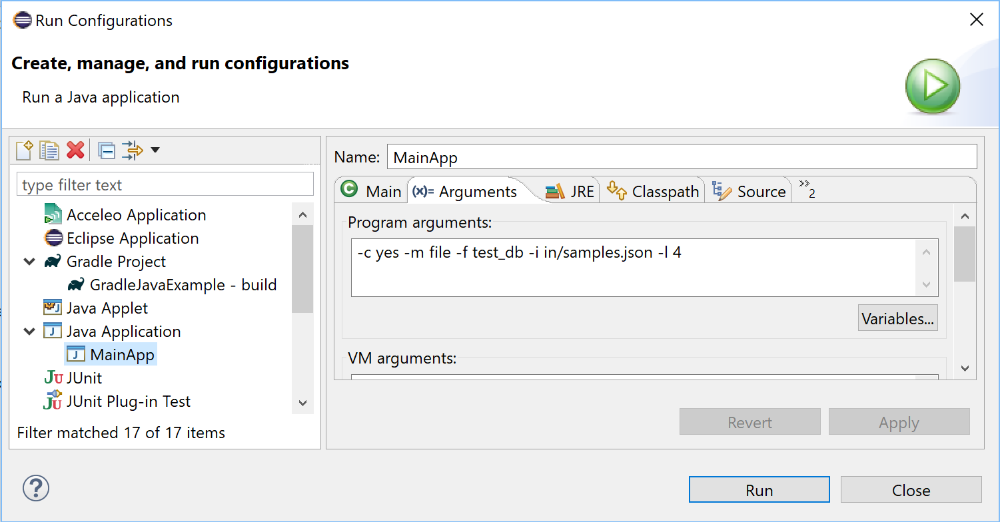 Run Configurations
Create, manage, and run configurations
Run a Java application
type filter text
Acceleo Application
Eclipse Application
Gradle Project
GradleJavaExample - build
Java Applet
Java Application
MainApp
JUnit
JUnit Plug-in Test
Filter matched 17 of 17 items
Name: MainApp
Main (x)= Arguments JRE Classpath Source »2
Program arguments:
-c yes -m file -f test_db -i in/samples.json -l 4
Variables...
VM arguments:
Revert Apply
Run Close